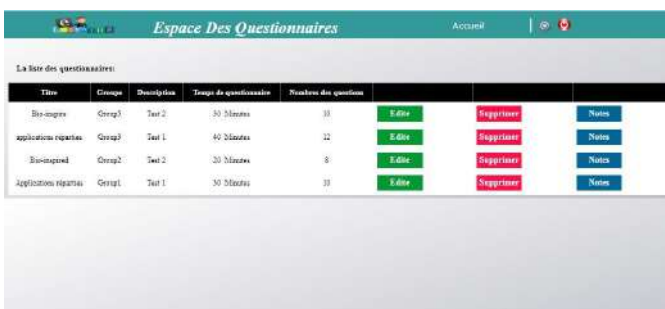 Espace Des Questionnaires Accueil
La liste des questionnaires:
Titre Groupe Description Temps de questionnaire Nombres des questions
Bio-inspire Group3 Test 2 30 Minutes 10 Edite Supprimer Notes
applications réparties Group3 Test 1 40 Minutes 12 Edite Supprimer Notes
Bio-inspired Group2 Test 2 20 Minutes 8 Edite Supprimer Notes
Applications réparties Group1 Test 1 30 Minutes 10 Edite Supprimer Notes